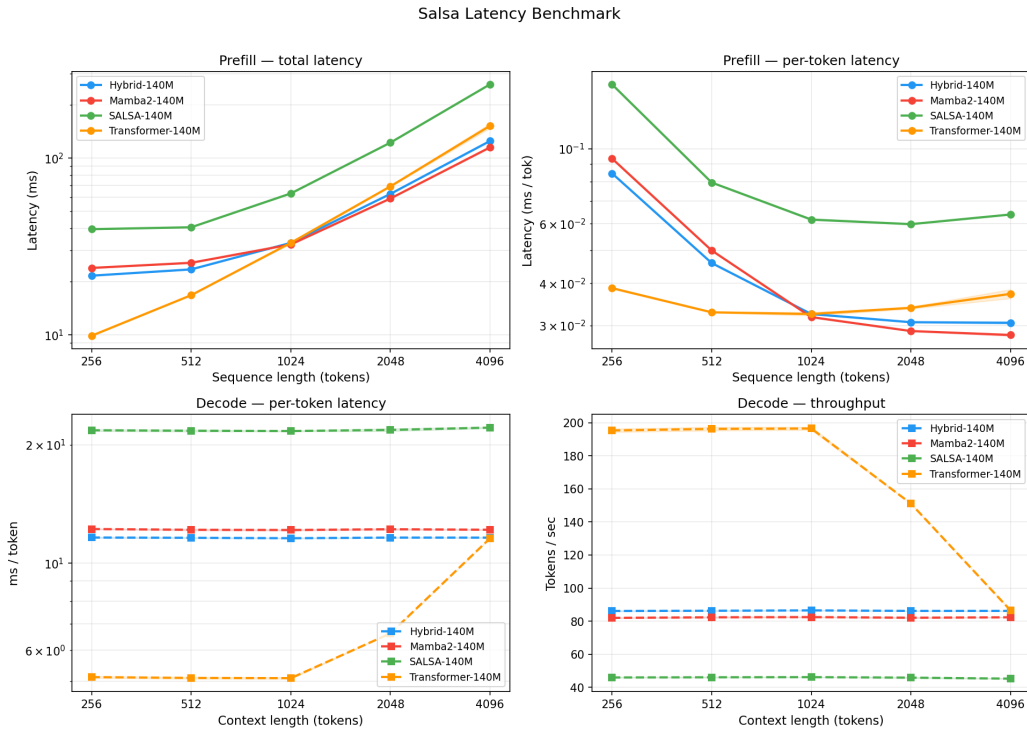 Salsa Latency Benchmark
Prefill — total latency
Hybrid-140M
Mamba2-140M
SALSA-140M
Transformer-140M
Latency (ms)
10²
10¹
256 512 1024 2048 4096
Sequence length (tokens)
Prefill — per-token latency
Hybrid-140M
Mamba2-140M
SALSA-140M
Transformer-140M
Latency (ms / tok)
10⁻¹
6 × 10⁻²
4 × 10⁻²
3 × 10⁻²
256 512 1024 2048 4096
Sequence length (tokens)
Decode — per-token latency
ms / token
2 × 10¹
10¹
6 × 10⁰
Hybrid-140M
Mamba2-140M
SALSA-140M
Transformer-140M
256 512 1024 2048 4096
Context length (tokens)
Decode — throughput
Hybrid-140M
Mamba2-140M
SALSA-140M
Transformer-140M
Tokens / sec
200
180
160
140
120
100
80
60
40
256 512 1024 2048 4096
Context length (tokens)